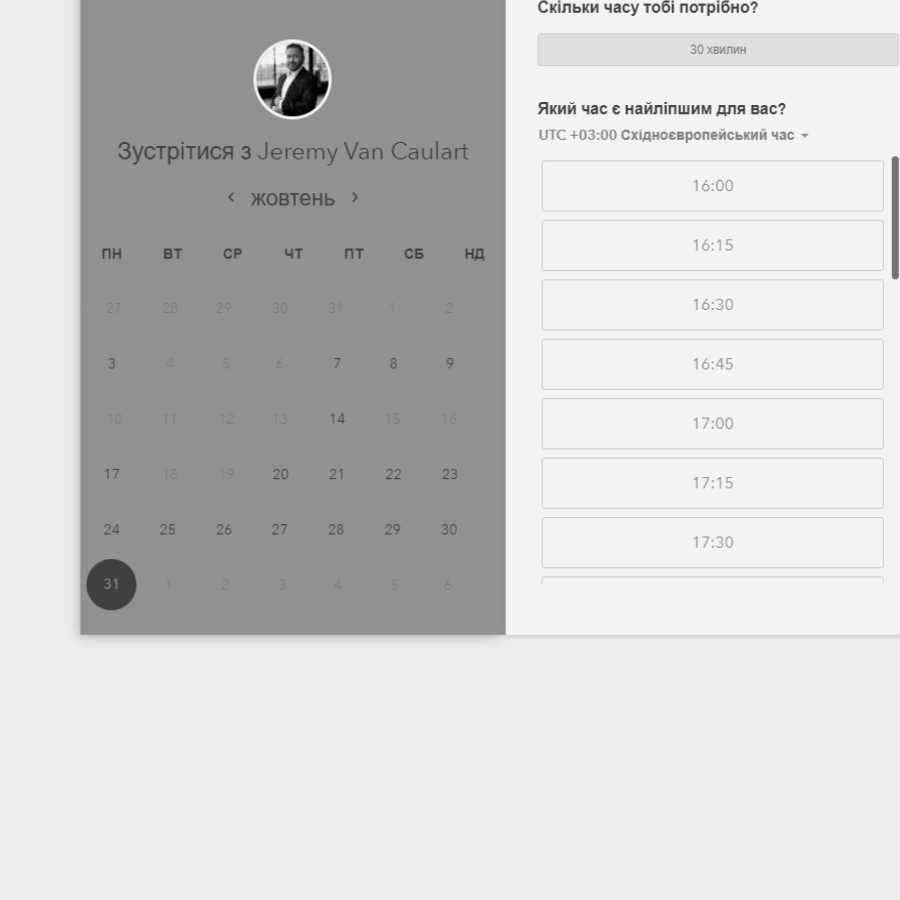 Зустрітися з Jeremy Van Caulart
жовтень
ПН ВТ СР ЧТ ПТ СБ НД
27 28 29 30 31 1 2
3 4 5 6 7 8 9
10 11 12 13 14 15 16
17 18 19 20 21 22 23
24 25 26 27 28 29 30
31 1 2 3 4 5 6
Скільки часу тобі потрібно?
30 хвилин
Який час є найліпшим для вас?
UTC +03:00 Східноєвропейський час
16:00
16:15
16:30
16:45
17:00
17:15
17:30